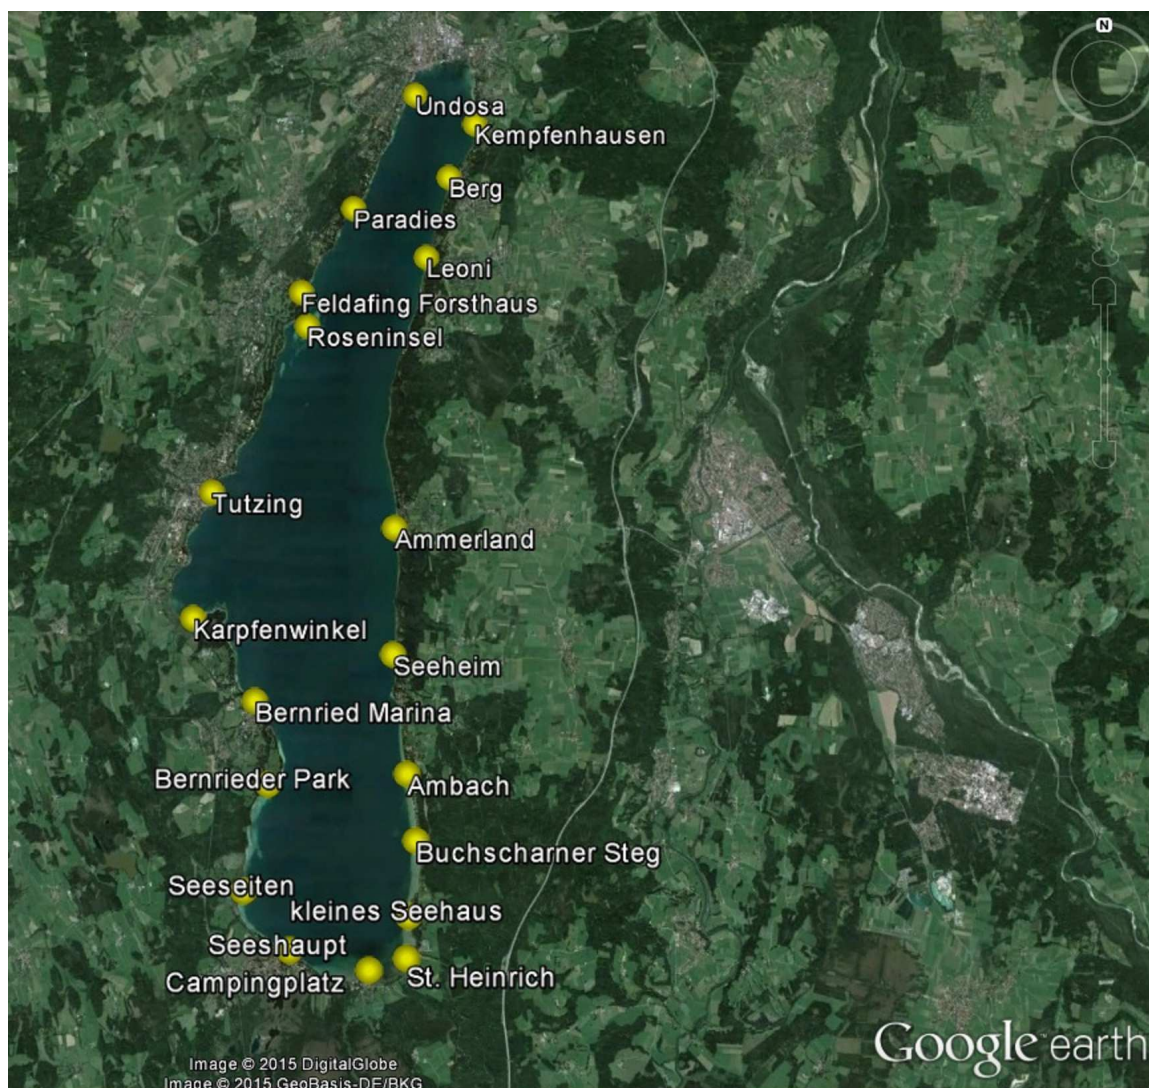 N
Undosa
Kempfenhausen
Berg
Paradies
Leoni
Feldafing Forsthaus
Roseninsel
Tutzing
Ammerland
Karpfenwinkel
Seeheim
Bernried Marina
Bernrieder Park
Ambach
Buchscharner Steg
Seeseiten
kleines Seehaus
Seeshaupt
Campingplatz
St. Heinrich
Google earth
Image © 2015 DigitalGlobe
Image © 2015 GeoBasis-DE/BKG